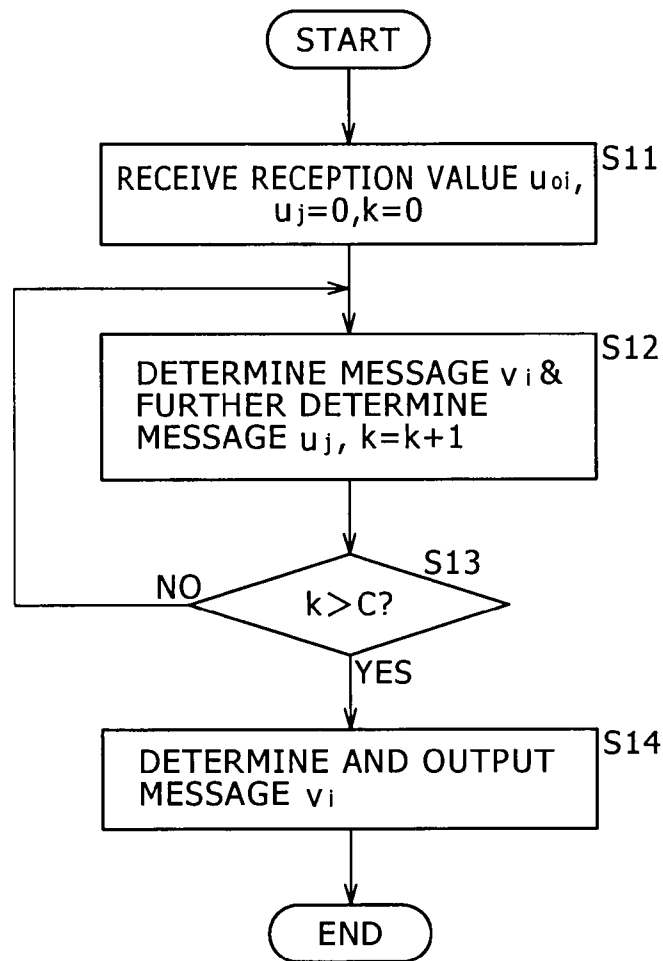 START
S11
RECEIVE RECEPTION VALUE u₀ᵢ,
uⱼ=0,k=0
S12
DETERMINE MESSAGE vᵢ&
FURTHER DETERMINE
MESSAGE uⱼ, k=k+1
S13
NO
k>C?
YES
S14
DETERMINE AND OUTPUT
MESSAGE vᵢ
END